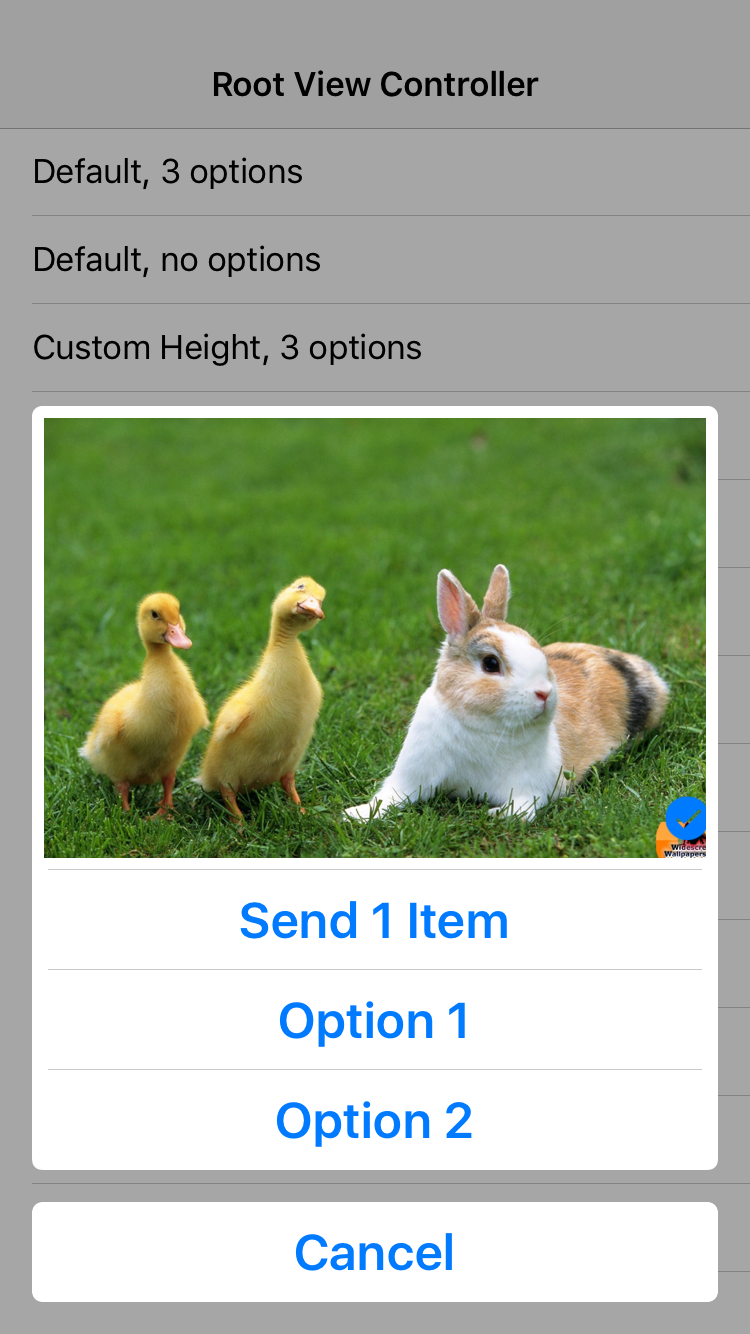 Root View Controller
Default, 3 options
Default, no options
Custom Height, 3 options
Widescre
Wallpapers
Send 1 Item
Option 1
Option 2
Cancel